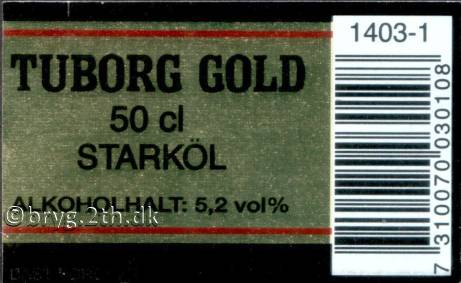 TUBORG GOLD
50 cl
STARKÖL
ALKOHOLHALT: 5,2 vol%
© bryg.2th.dk
1403-1
7 310070 030108